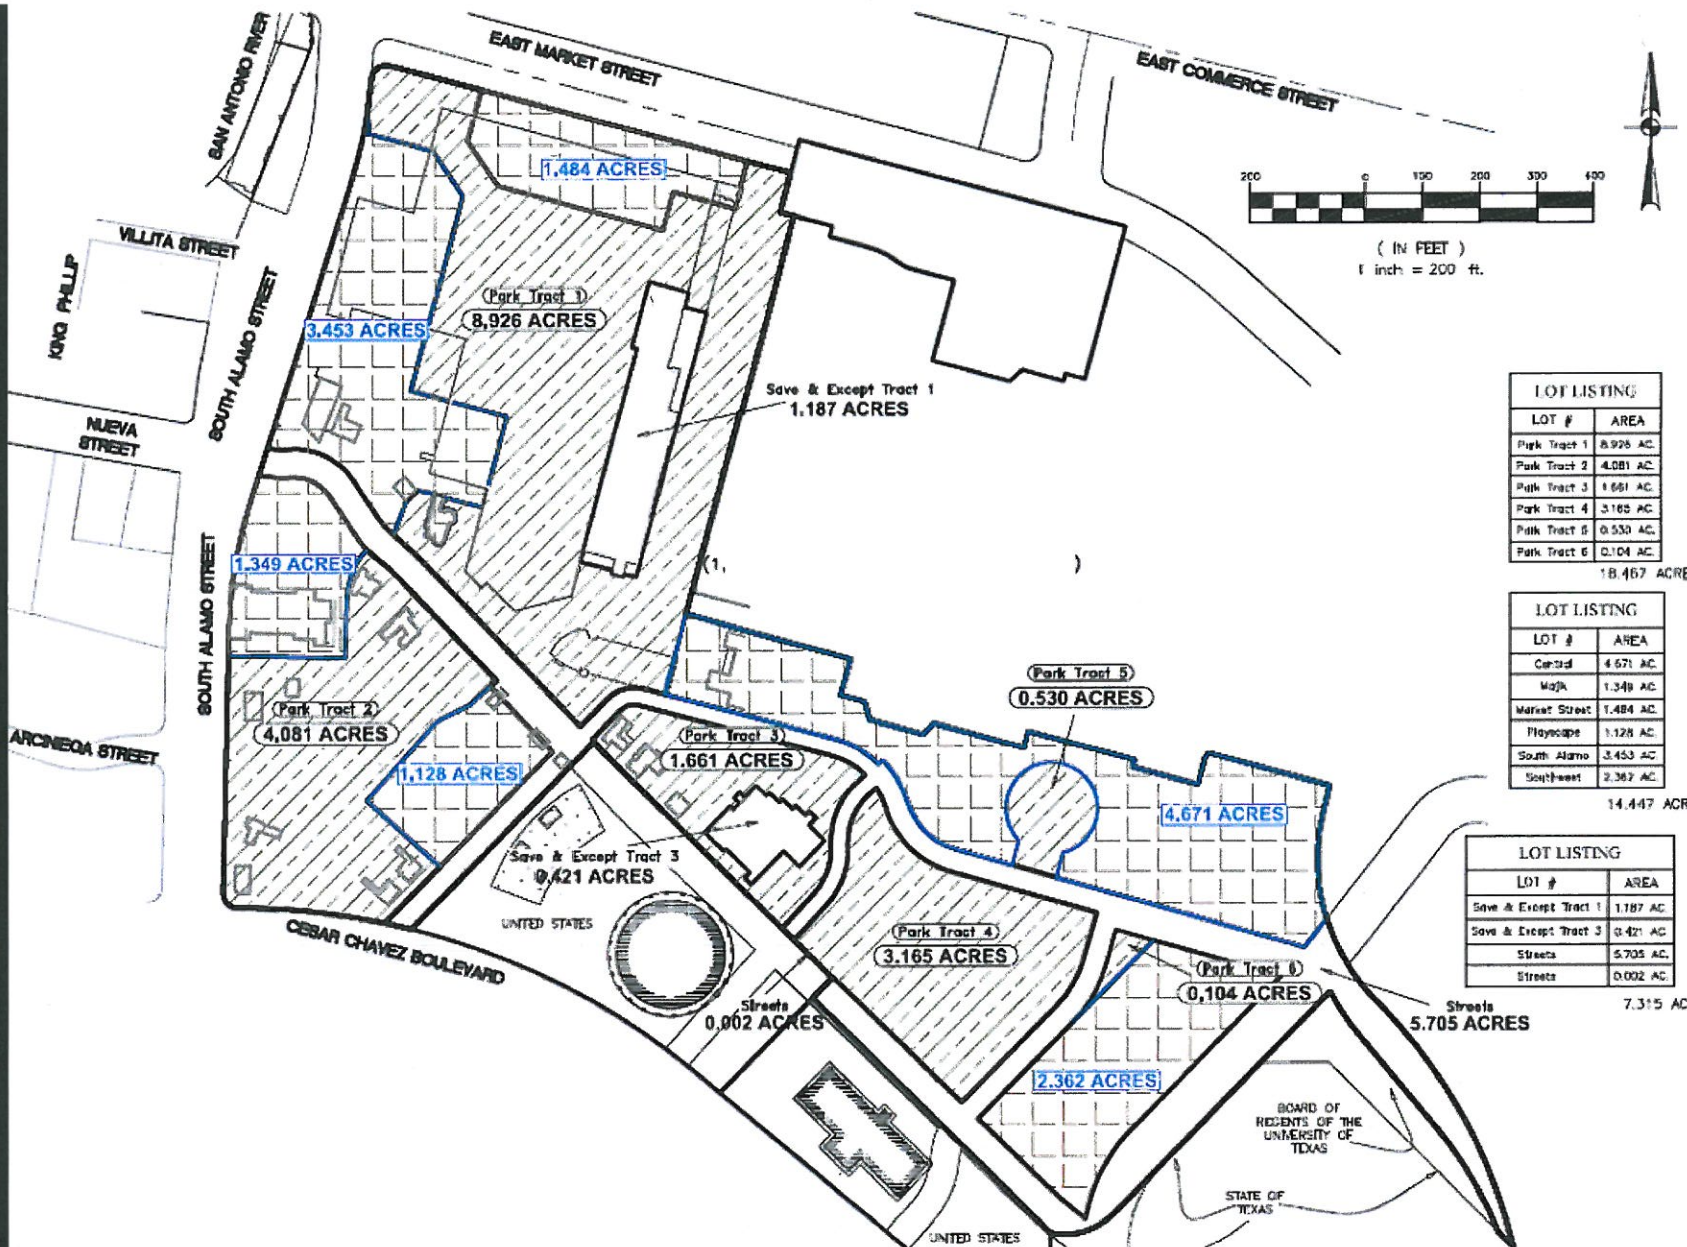 EAST MARKET STREET
EAST COMMERCE STREET
SAN ANTONIO RIVER
1.484 ACRES
200 0 100 200 300 400
( IN FEET )
1 inch = 200 ft.
VILLITA STREET
KING PHILLIP
SOUTH ALAMO STREET
(Park Tract 1)
8,926 ACRES
3.453 ACRES
Save & Except Tract 1
1.187 ACRES
NUEVA
STREET
LOT LISTING
LOT # AREA
Park Tract 1 8.926 AC.
Park Tract 2 4.081 AC.
Park Tract 3 1.661 AC.
Park Tract 4 3.165 AC.
Park Tract 5 0.530 AC.
Park Tract 6 0.104 AC.
18.467 ACRE
1.349 ACRES
(1, )
SOUTH ALAMO STREET
LOT LISTING
LOT # AREA
Central 4.671 AC.
1.349 AC.
Market Street 1.484 AC.
Playscape 1.128 AC.
South Alamo 3.453 AC.
Southwest 2.362 AC.
14.447 ACR
(Park Tract 5)
0.530 ACRES
(Park Tract 2)
4,081 ACRES
(Park Tract 3)
1.661 ACRES
ARCINEGA STREET
1,128 ACRES
4.671 ACRES
Save & Except Tract 3
0.421 ACRES
LOT LISTING
LOT # AREA
Save & Except Tract 1 1.187 AC.
Save & Except Tract 3 0.421 AC.
Streets 5.705 AC.
Streets 0.002 AC.
7.315 AC
UNITED STATES
CESAR CHAVEZ BOULEVARD
(Park Tract 4)
3.165 ACRES
(Park Tract 6)
0,104 ACRES
Streets
0.002 ACRES
Streets
5.705 ACRES
2.362 ACRES
BOARD OF
REGENTS OF THE
UNIVERSITY OF
TEXAS
STATE OF
TEXAS
UNITED STATES